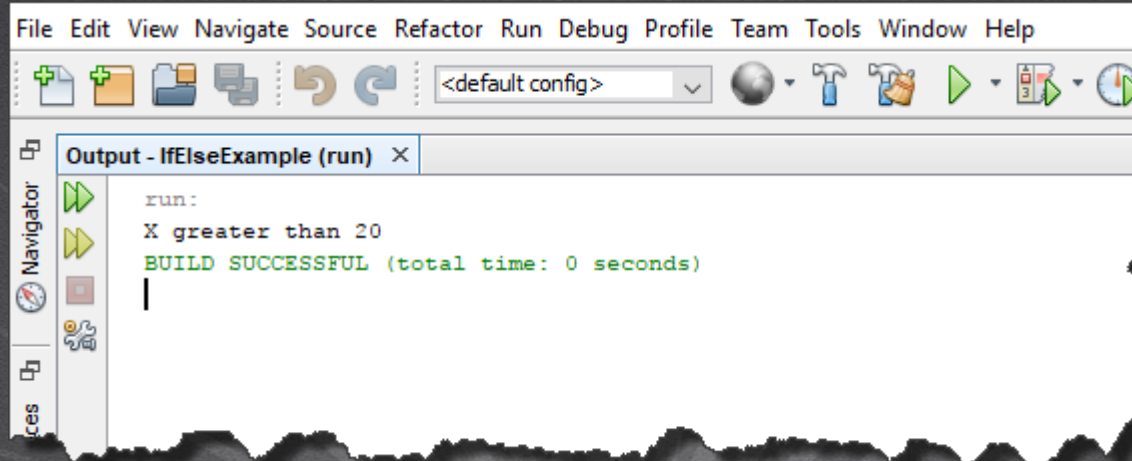 File Edit View Navigate Source Refactor Run Debug Profile Team Tools Window Help
<default config>
Output - IfElseExample (run)
Navigator
run:
X greater than 20
BUILD SUCCESSFUL (total time: 0 seconds)